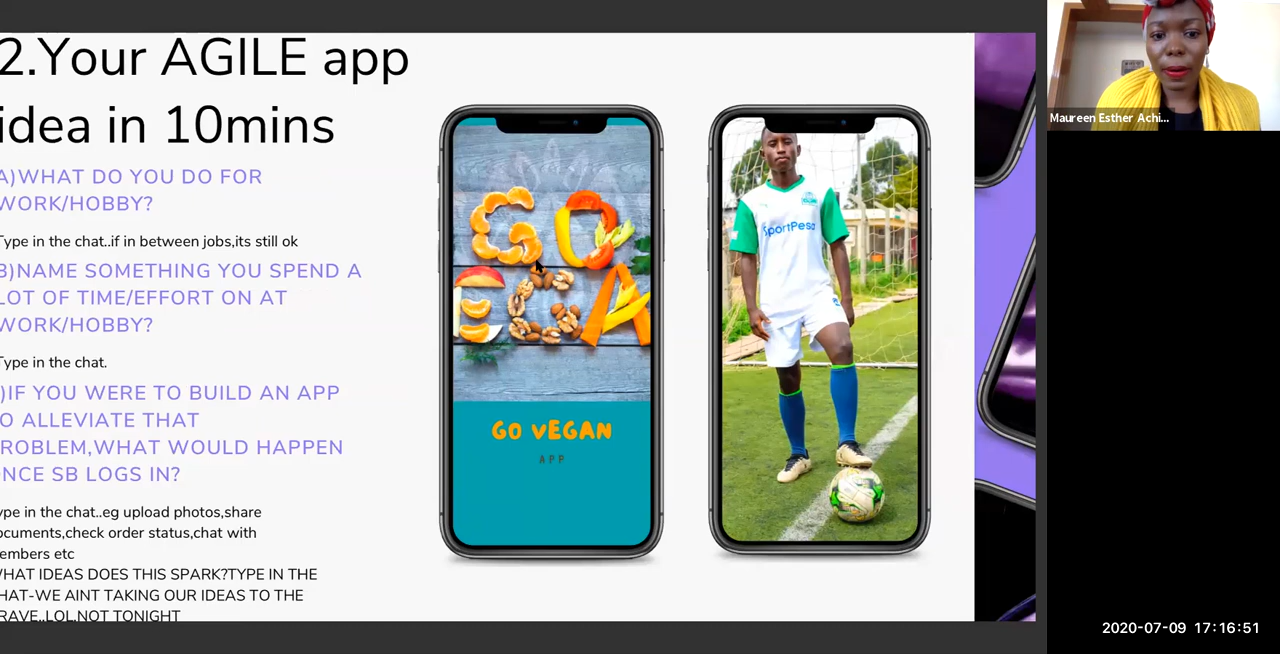 2.Your AGILE app
idea in 10mins
A)WHAT DO YOU DO FOR
WORK/HOBBY?
Type in the chat..if in between jobs,its still ok
B)NAME SOMETHING YOU SPEND A
LOT OF TIME/EFFORT ON AT
WORK/HOBBY?
Type in the chat.
)IF YOU WERE TO BUILD AN APP
O ALLEVIATE THAT
ROBLEM,WHAT WOULD HAPPEN
NCE SB LOGS IN?
ype in the chat..eg upload photos,share
ocuments,check order status,chat with
embers etc
WHAT IDEAS DOES THIS SPARK?TYPE IN THE
HAT-WE AINT TAKING OUR IDEAS TO THE
RAVE..LOL.NOT TONIGHT
GO
GO VEGAN
APP
SportPesa
Maureen Esther Achi...
2020-07-09 17:16:51